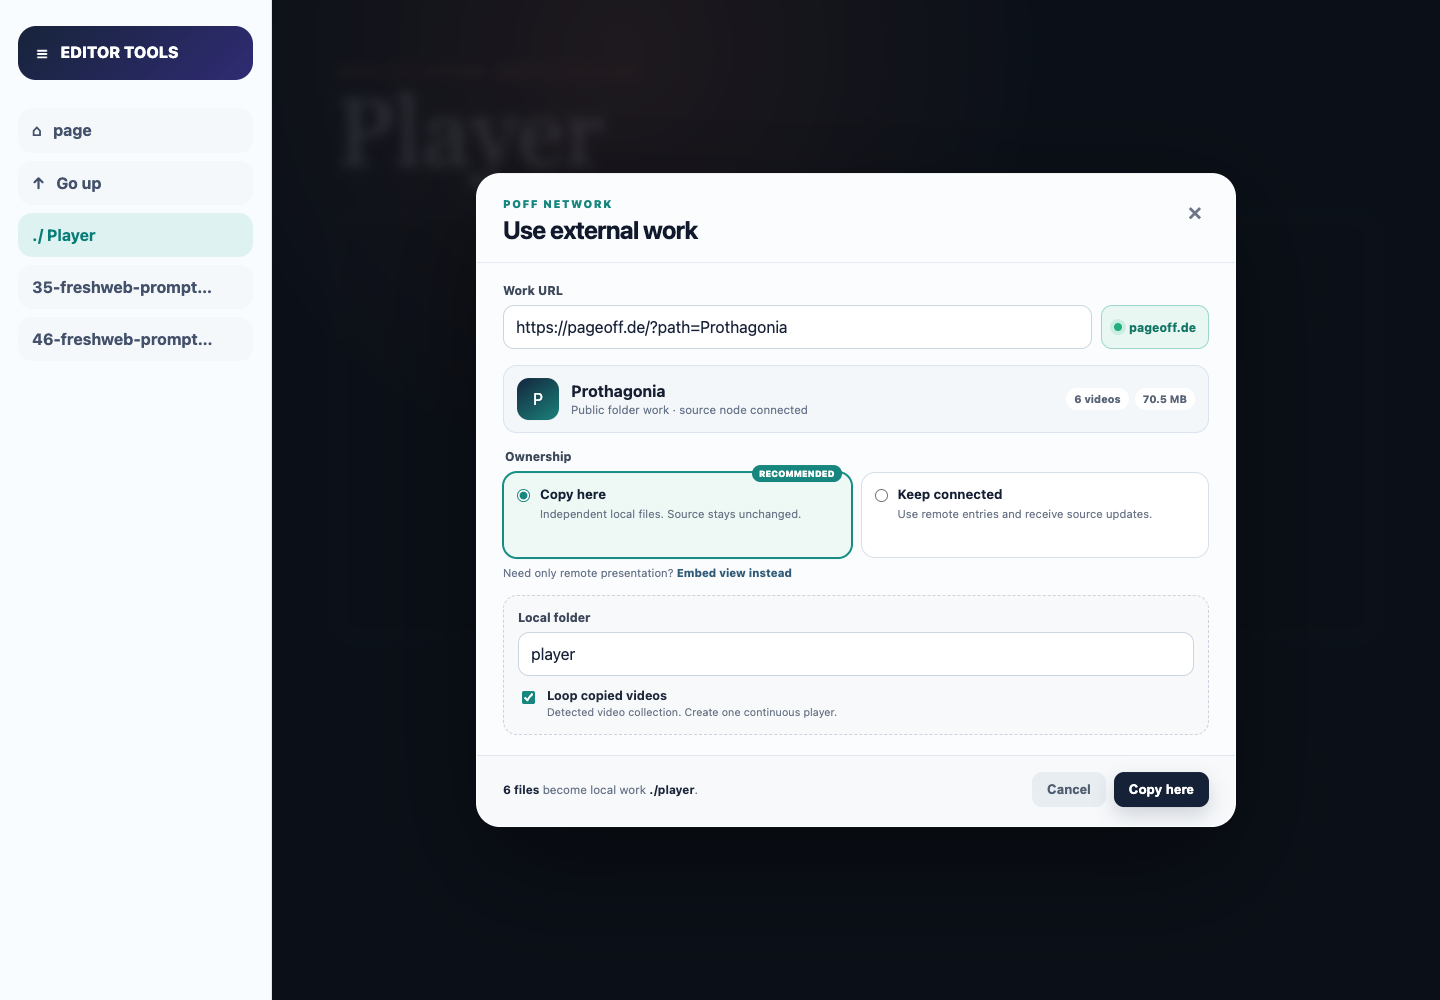 ≡ EDITOR TOOLS
⌂ page
↑ Go up
./ Player
35-freshweb-prompt...
46-freshweb-prompt...
Player
POFF NETWORK
Use external work
×
Work URL
https://pageoff.de/?path=Prothagonia
pageoff.de
P
Prothagonia
Public folder work · source node connected
6 videos
70.5 MB
Ownership
RECOMMENDED
Copy here
Independent local files. Source stays unchanged.
Keep connected
Use remote entries and receive source updates.
Need only remote presentation? Embed view instead
Local folder
player
Loop copied videos
Detected video collection. Create one continuous player.
6 files become local work ./player.
Cancel
Copy here